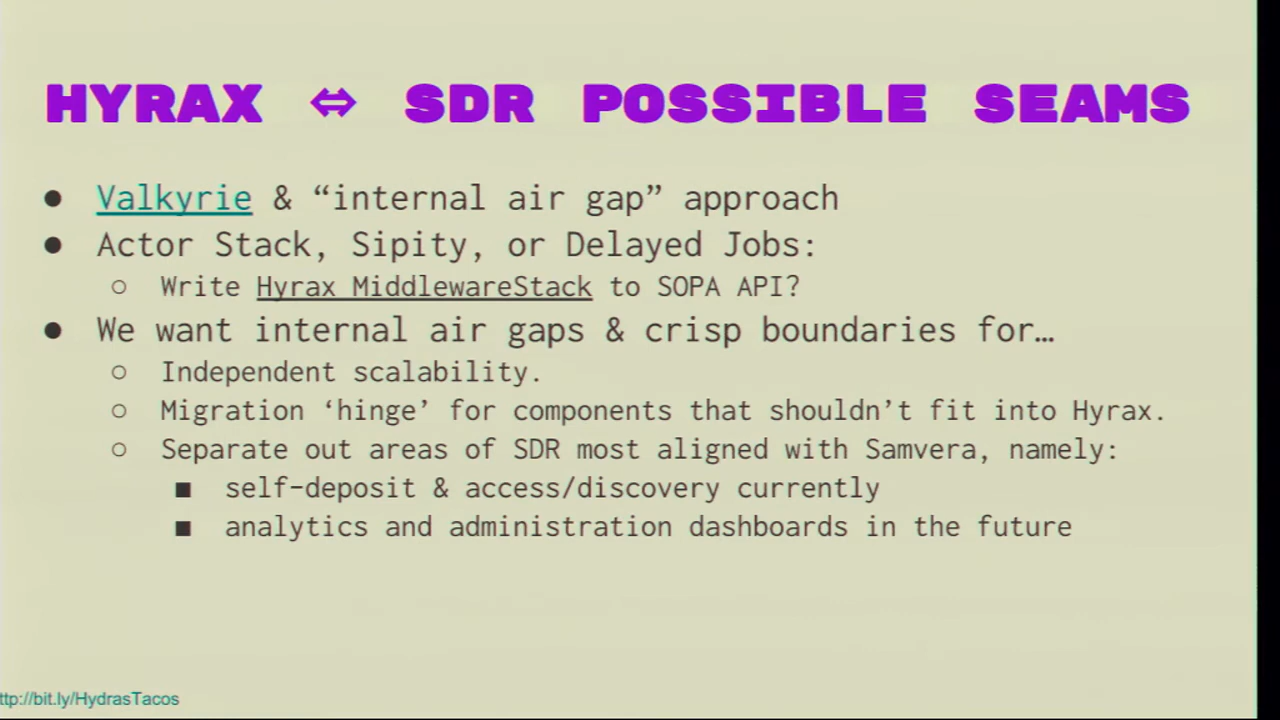 HYRAX ⇔ SDR POSSIBLE SEAMS
● Valkyrie & “internal air gap” approach
● Actor Stack, Sipity, or Delayed Jobs:
○ Write Hyrax MiddlewareStack to SOPA API?
● We want internal air gaps & crisp boundaries for…
○ Independent scalability.
○ Migration ‘hinge’ for components that shouldn’t fit into Hyrax.
○ Separate out areas of SDR most aligned with Samvera, namely:
■ self-deposit & access/discovery currently
■ analytics and administration dashboards in the future
ttp://bit.ly/HydrasTacos